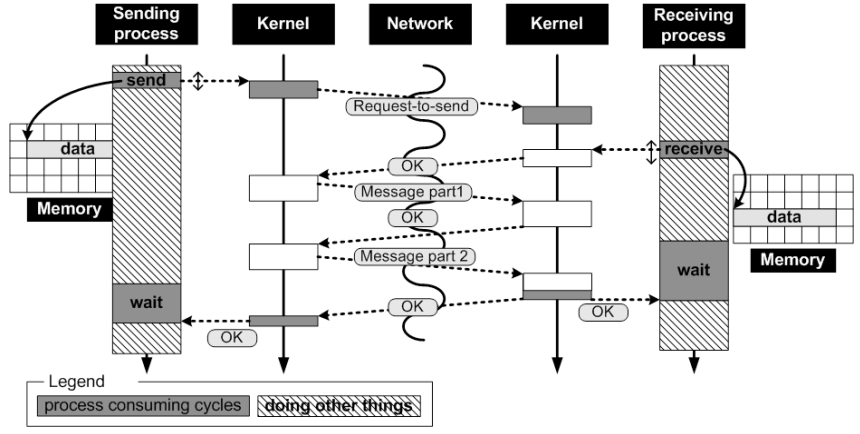 Sending
process
Kernel
Network
Kernel
Receiving
process
send
Request-to-send
data
receive
OK
Memory
Message part1
OK
data
Message part 2
wait
Memory
wait
OK
OK
OK
Legend
process consuming cycles
doing other things